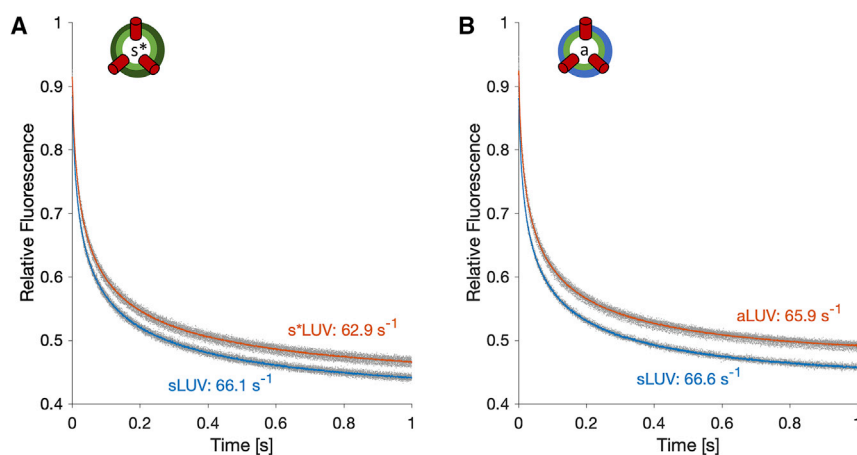 A
s*
Relative Fluorescence
1
0.9
0.8
0.7
0.6
0.5
0.4
s*LUV: 62.9 s⁻¹
sLUV: 66.1 s⁻¹
0
0.2
0.4
0.6
0.8
1
Time [s]
B
a
Relative Fluorescence
1
0.9
0.8
0.7
0.6
0.5
0.4
aLUV: 65.9 s⁻¹
sLUV: 66.6 s⁻¹
0
0.2
0.4
0.6
0.8
1
Time [s]